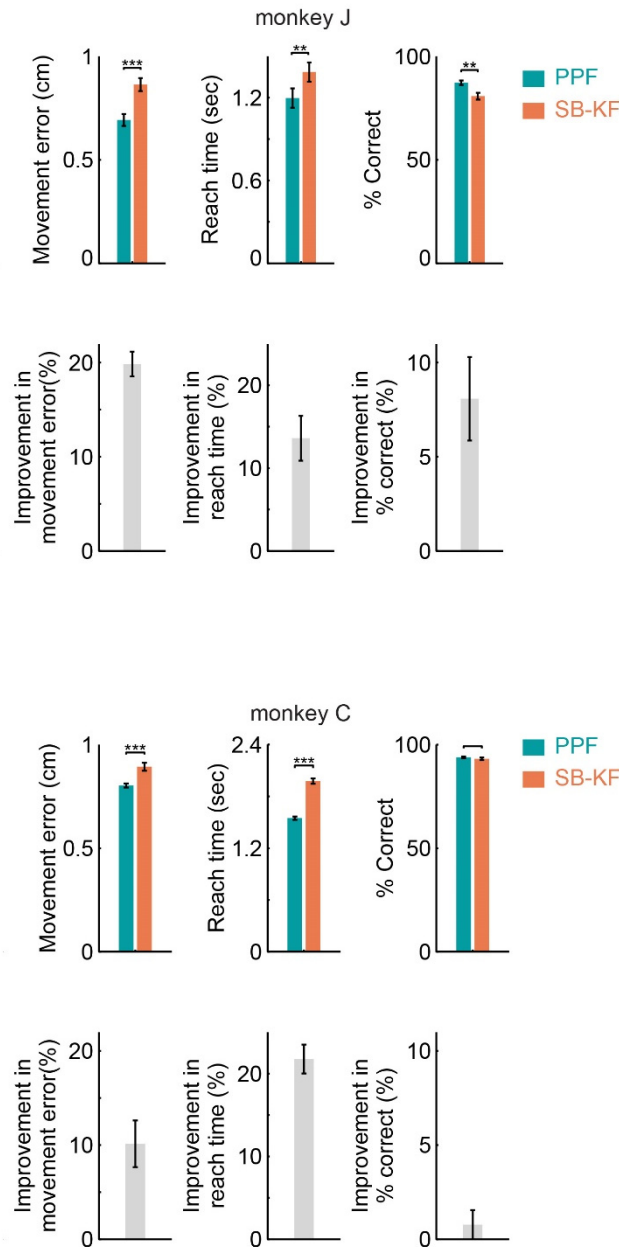 monkey J
Movement error (cm)
1
0.5
0
***
Reach time (sec)
1.2
0.6
0
**
% Correct
100
50
0
**
PPF
SB-KF
Improvement in
movement error(%)
20
10
0
Improvement in
reach time (%)
20
10
0
Improvement in
% correct (%)
10
5
0
monkey C
Movement error (cm)
1
0.5
0
***
Reach time (sec)
2.4
1.2
0
***
% Correct
100
50
0
PPF
SB-KF
Improvement in
movement error(%)
20
10
0
Improvement in
reach time (%)
20
10
0
Improvement in
% correct (%)
10
5
0